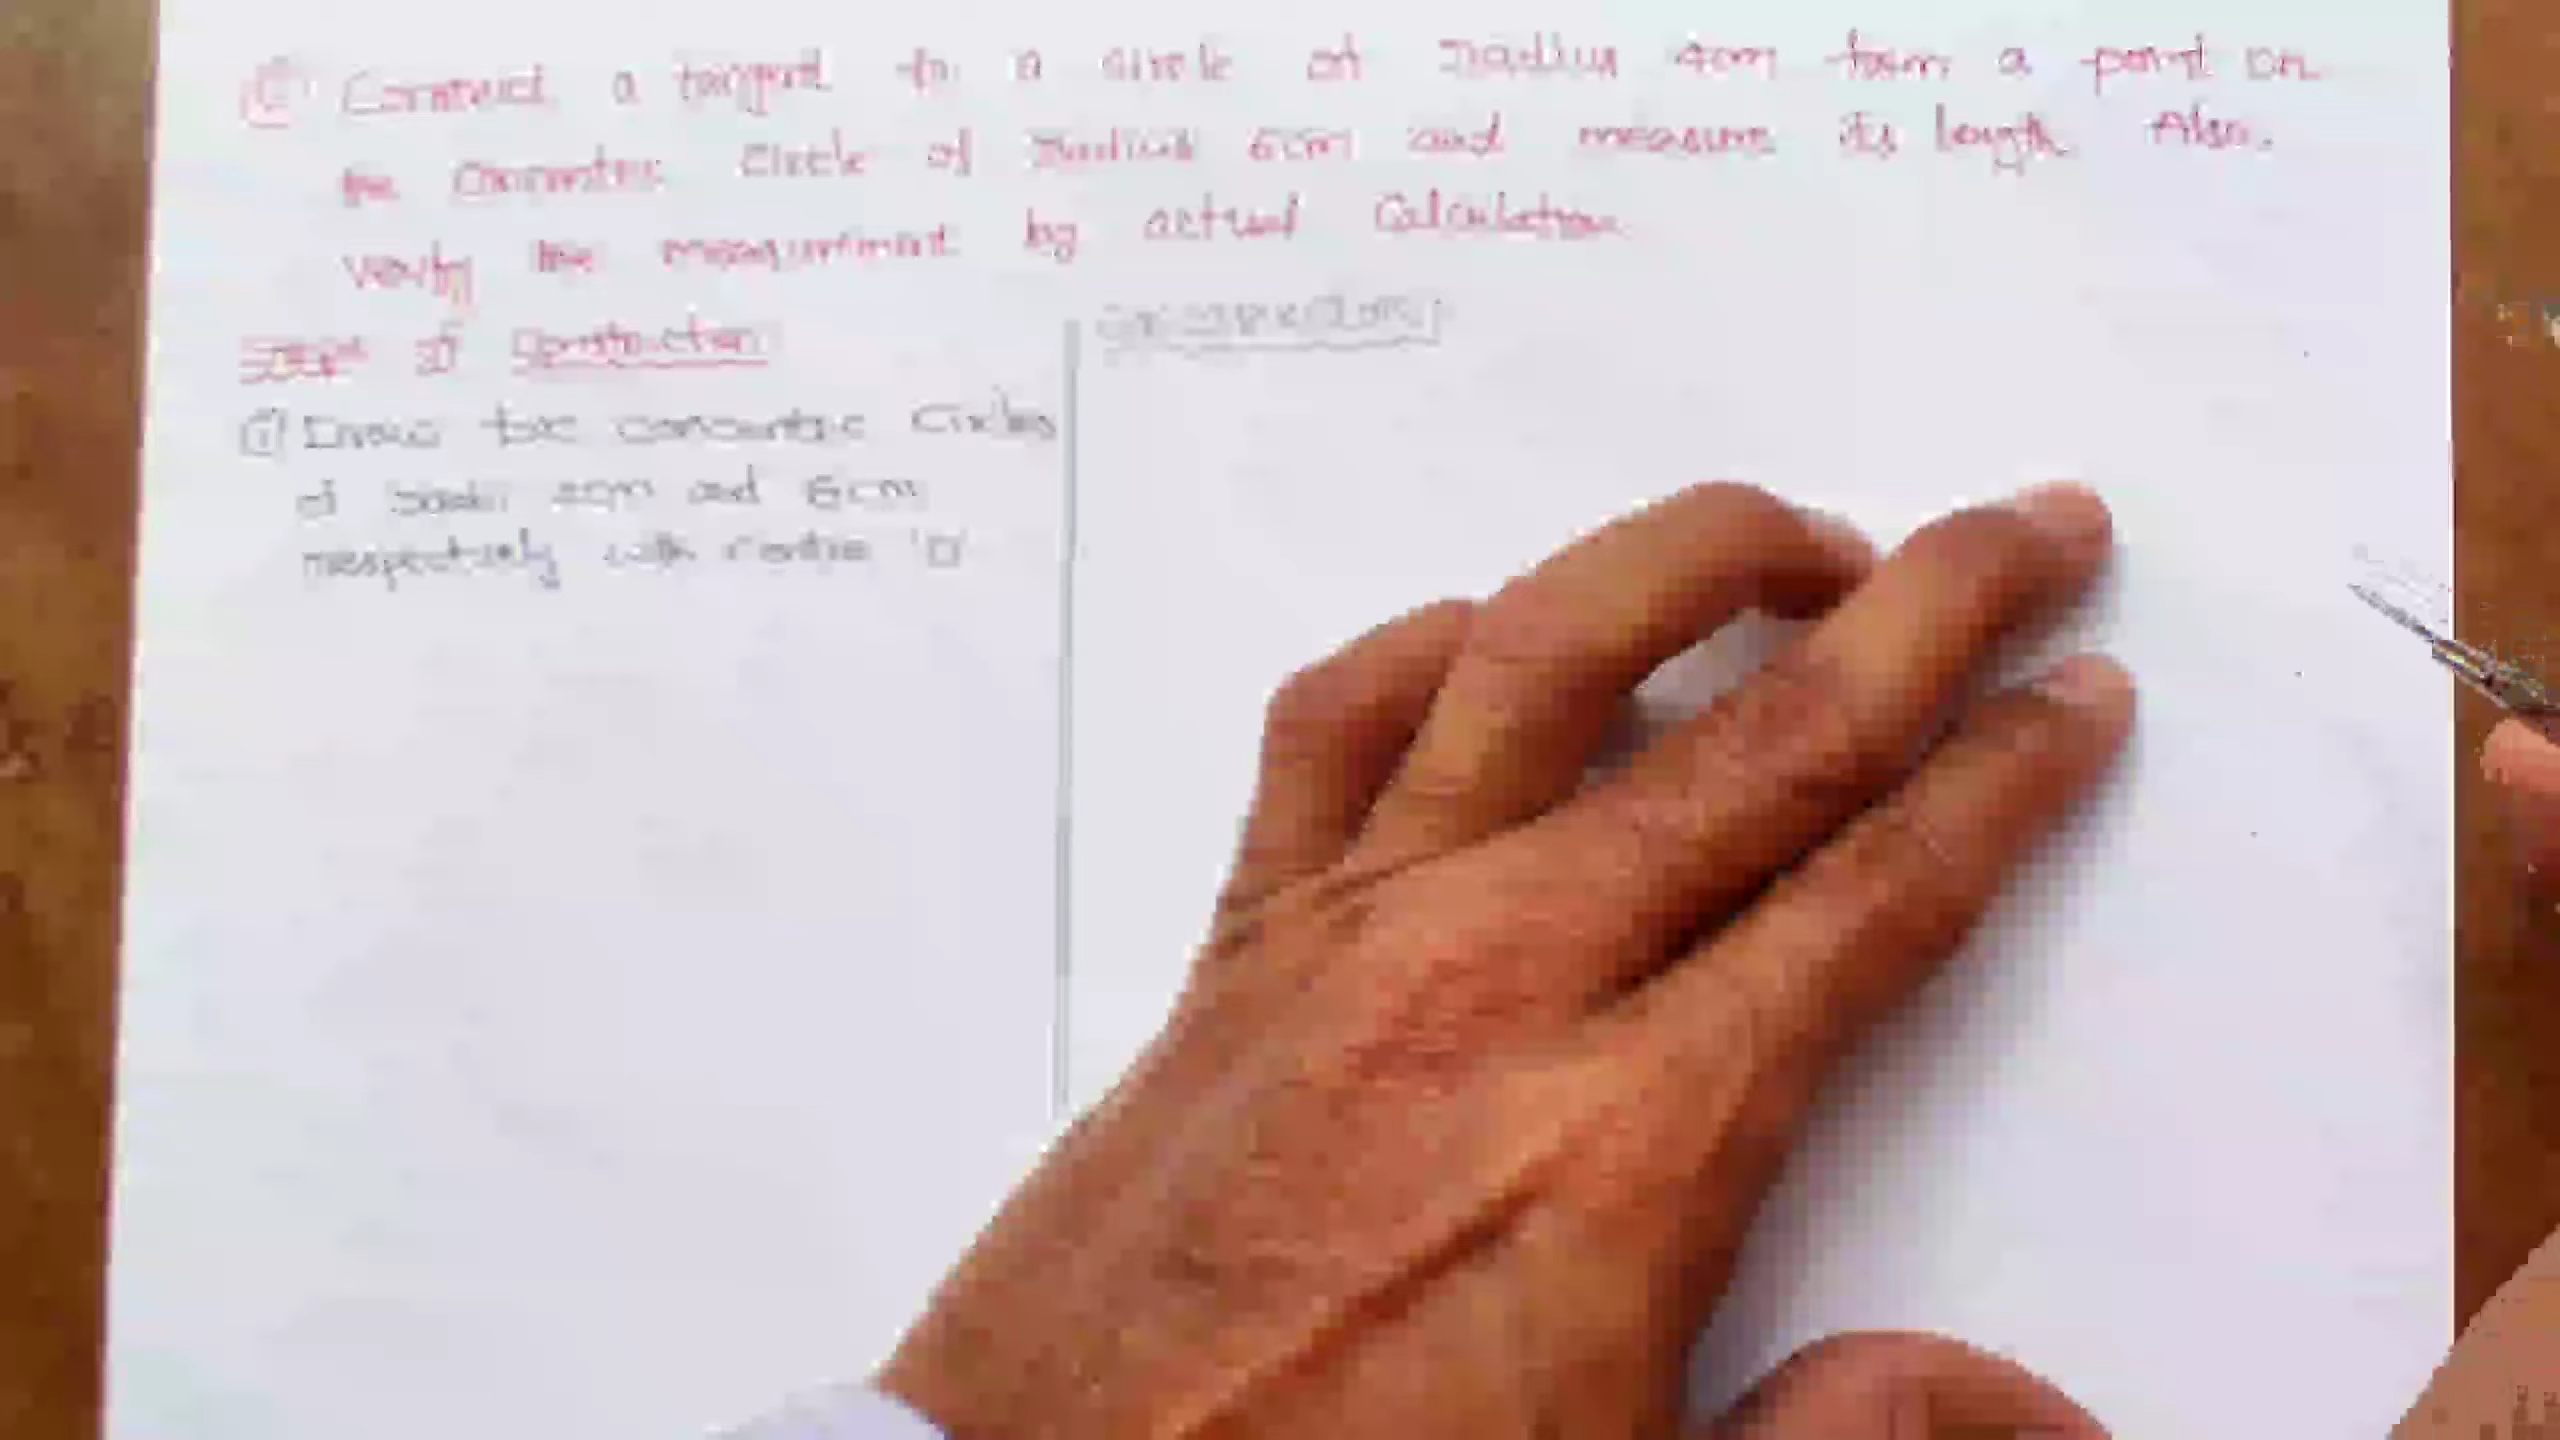 Construct a tangent to a circle of radius 4cm from a point on
the concentric circle of radius 6cm and measure its length. Also,
verify the measurement by actual calculation
Steps of Construction
(i) Draw two concentric circles
of radii 4cm and 6cm
respectively with centre 'O'